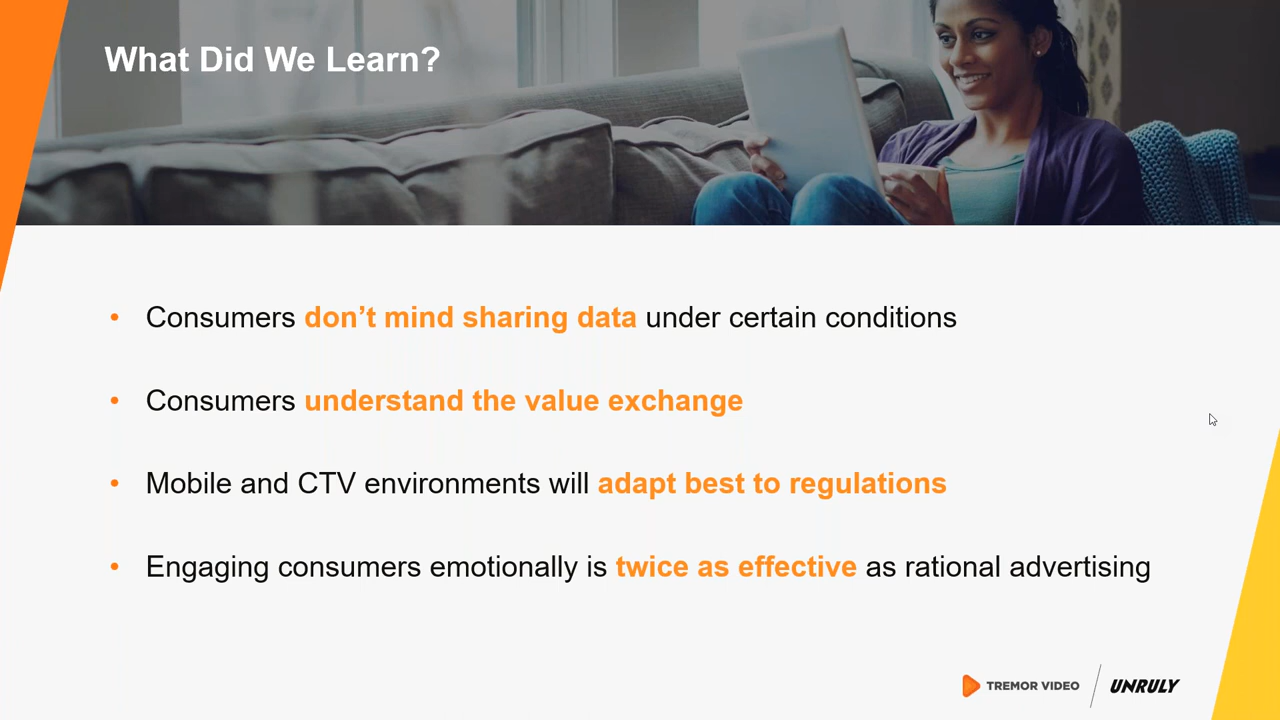 What Did We Learn?
• Consumers don’t mind sharing data under certain conditions
• Consumers understand the value exchange
• Mobile and CTV environments will adapt best to regulations
• Engaging consumers emotionally is twice as effective as rational advertising
TREMOR VIDEO UNRULY